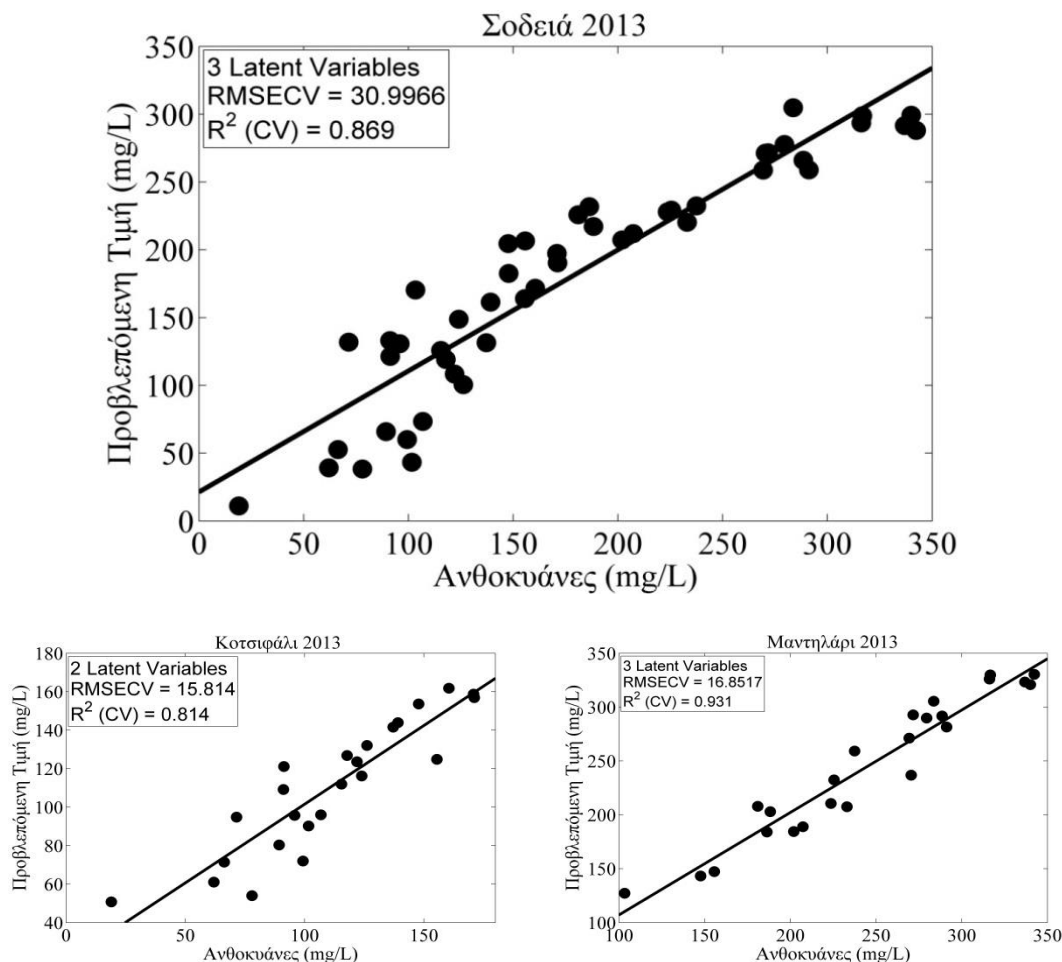 Σοδειά 2013
350
300
250
200
150
100
50
0
Προβλεπόμενη Τιμή (mg/L)
3 Latent Variables
RMSECV = 30.9966
R² (CV) = 0.869
0 50 100 150 200 250 300 350
Ανθοκυάνες (mg/L)
Κοτσιφάλι 2013
180
160
140
120
100
80
60
40
Προβλεπόμενη Τιμή (mg/L)
2 Latent Variables
RMSECV = 15.814
R² (CV) = 0.814
0 50 100 150
Ανθοκυάνες (mg/L)
Μαντηλάρι 2013
350
300
250
200
150
100
Προβλεπόμενη Τιμή (mg/L)
3 Latent Variables
RMSECV = 16.8517
R² (CV) = 0.931
100 150 200 250 300 350
Ανθοκυάνες (mg/L)